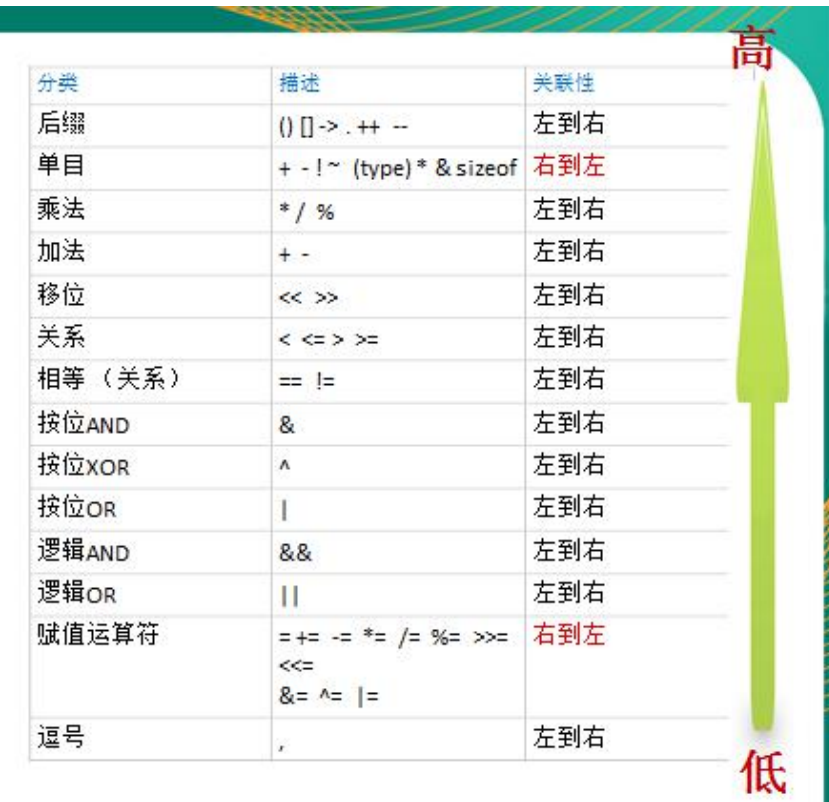 高
分类 描述 关联性
后缀 () [] -> . ++ -- 左到右
单目 + - ! ~ (type) * & sizeof 右到左
乘法 * / % 左到右
加法 + - 左到右
移位 << >> 左到右
关系 < <= > >= 左到右
相等 （关系） == != 左到右
按位AND & 左到右
按位XOR ^ 左到右
按位OR | 左到右
逻辑AND && 左到右
逻辑OR || 左到右
赋值运算符 = += -= *= /= %= >>= 右到左
<<=
&= ^= |=
逗号 , 左到右
低